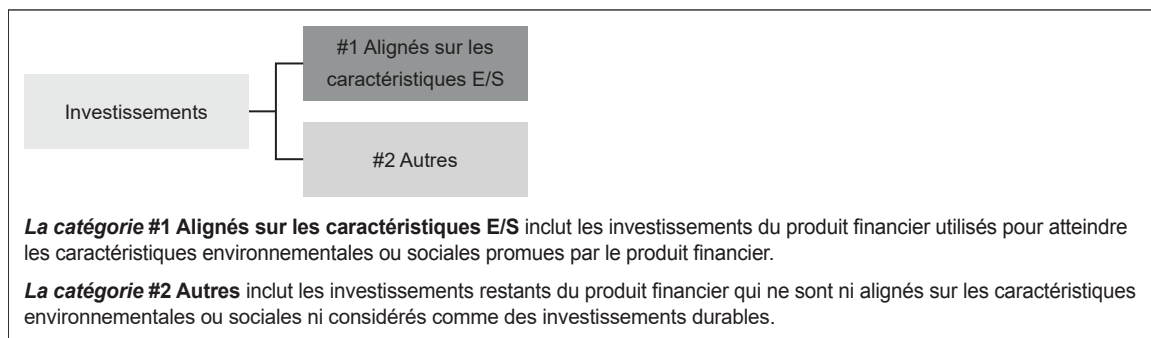 #1 Alignés sur les
caractéristiques E/S
Investissements
#2 Autres
La catégorie #1 Alignés sur les caractéristiques E/S inclut les investissements du produit financier utilisés pour atteindre
les caractéristiques environnementales ou sociales promues par le produit financier.
La catégorie #2 Autres inclut les investissements restants du produit financier qui ne sont ni alignés sur les caractéristiques
environnementales ou sociales ni considérés comme des investissements durables.